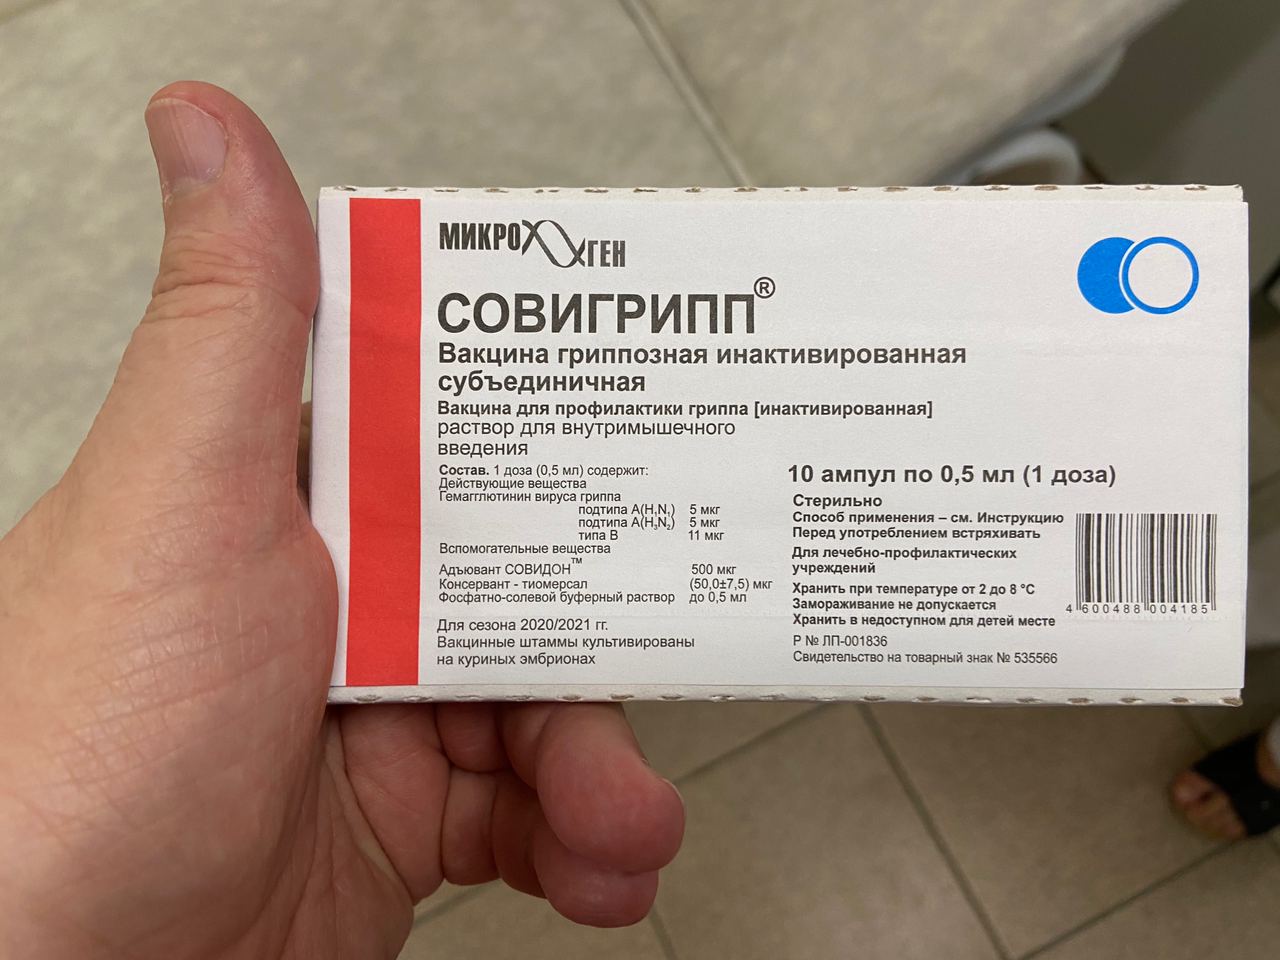 МИКРОГЕН
СОВИГРИПП®
Вакцина гриппозная инактивированная
субъединичная
Вакцина для профилактики гриппа [инактивированная]
раствор для внутримышечного
введения
Состав. 1 доза (0,5 мл) содержит:
Действующие вещества
Гемагглютинин вируса гриппа
подтипа А(H₁N₁) 5 мкг
подтипа А(H₃N₂) 5 мкг
типа В 11 мкг
Вспомогательные вещества
Адъювант СОВИДОН™ 500 мкг
Консервант - тиомерсал (50,0±7,5) мкг
Фосфатно-солевой буферный раствор до 0,5 мл
Для сезона 2020/2021 гг.
Вакцинные штаммы культивированы
на куриных эмбрионах
10 ампул по 0,5 мл (1 доза)
Стерильно
Способ применения – см. Инструкцию
Перед употреблением встряхивать
Для лечебно-профилактических
учреждений
Хранить при температуре от 2 до 8 °С
Замораживание не допускается
Хранить в недоступном для детей месте
Р № ЛП-001836
Свидетельство на товарный знак № 535566
4 600488 004185